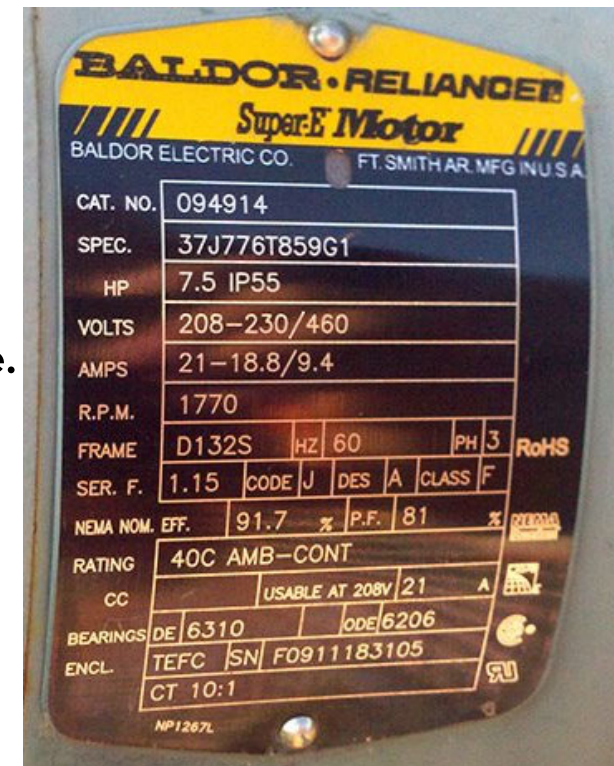 BALDOR • RELIANCER
Super-E Motor
BALDOR ELECTRIC CO. FT. SMITH AR. MFG IN U.S.A.
CAT. NO. 094914
SPEC. 37J776T859G1
HP 7.5 IP55
VOLTS 208-230/460
e.
AMPS 21-18.8/9.4
R.P.M. 1770
FRAME D132S HZ 60 PH 3 RoHS
SER. F. 1.15 CODE J DES A CLASS F
NEMA NOM. EFF. 91.7 % P.F. 81 % NEMA
RATING 40C AMB-CONT
CC USABLE AT 208V 21 A
BEARINGS DE 6310 ODE 6206
ENCL. TEFC SN F0911183105
CT 10:1
NP1267L